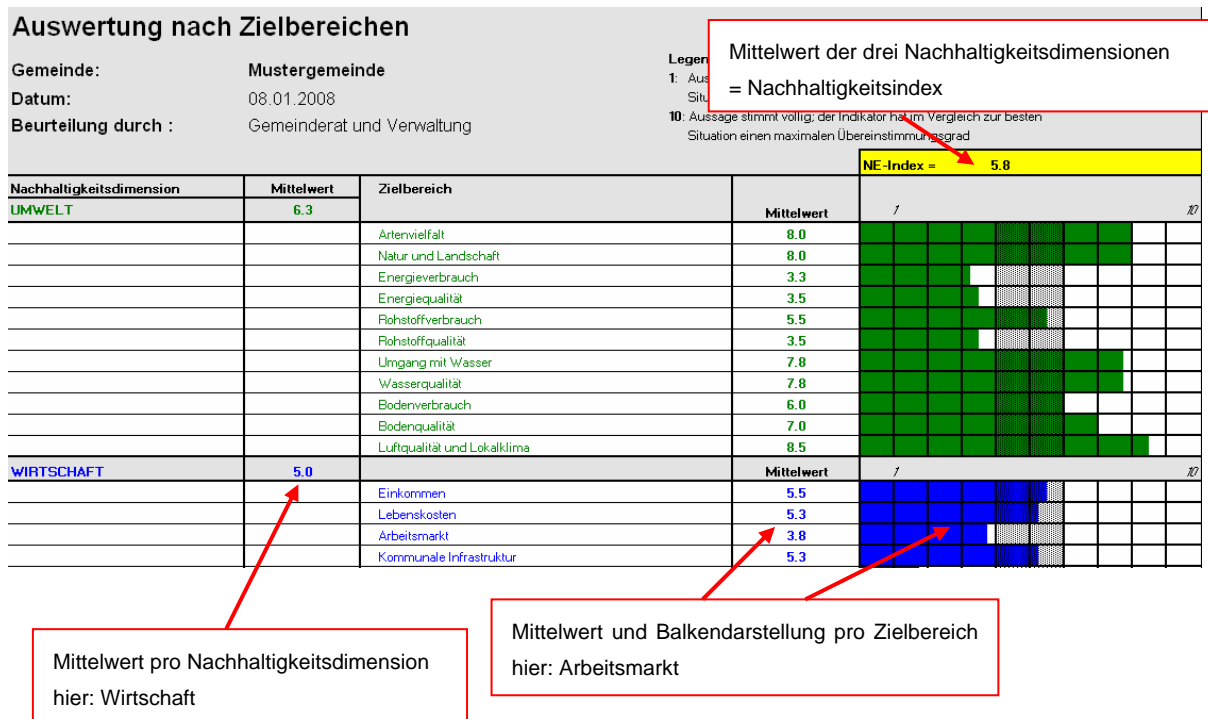 Auswertung nach Zielbereichen
Gemeinde: Mustergemeinde
Datum: 08.01.2008
Beurteilung durch : Gemeinderat und Verwaltung
Mittelwert der drei Nachhaltigkeitsdimensionen
= Nachhaltigkeitsindex
1:
10: Aussage stimmt völlig; der Indikator hat im Vergleich zur besten
Situation einen maximalen Übereinstimmungsgrad
NE-Index = 5.8
Nachhaltigkeitsdimension Mittelwert Zielbereich
UMWELT 6.3 Mittelwert 1 10
Artenvielfalt 8.0
Natur und Landschaft 8.0
Energieverbrauch 3.3
Energiequalität 3.5
Rohstoffverbrauch 5.5
Rohstoffqualität 3.5
Umgang mit Wasser 7.8
Wasserqualität 7.8
Bodenverbrauch 6.0
Bodenqualität 7.0
Luftqualität und Lokalklima 8.5
WIRTSCHAFT 5.0 Mittelwert 1 10
Einkommen 5.5
Lebenskosten 5.3
Arbeitsmarkt 3.8
Kommunale Infrastruktur 5.3
Mittelwert pro Nachhaltigkeitsdimension
hier: Wirtschaft
Mittelwert und Balkendarstellung pro Zielbereich
hier: Arbeitsmarkt